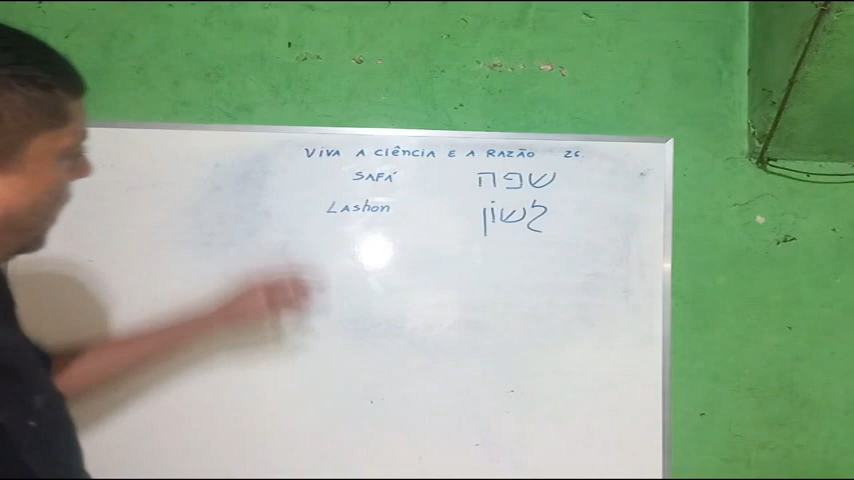 VIVA A CIÊNCIA E A RAZÃO 26.
SAFÁ שפה
Lashon לשון